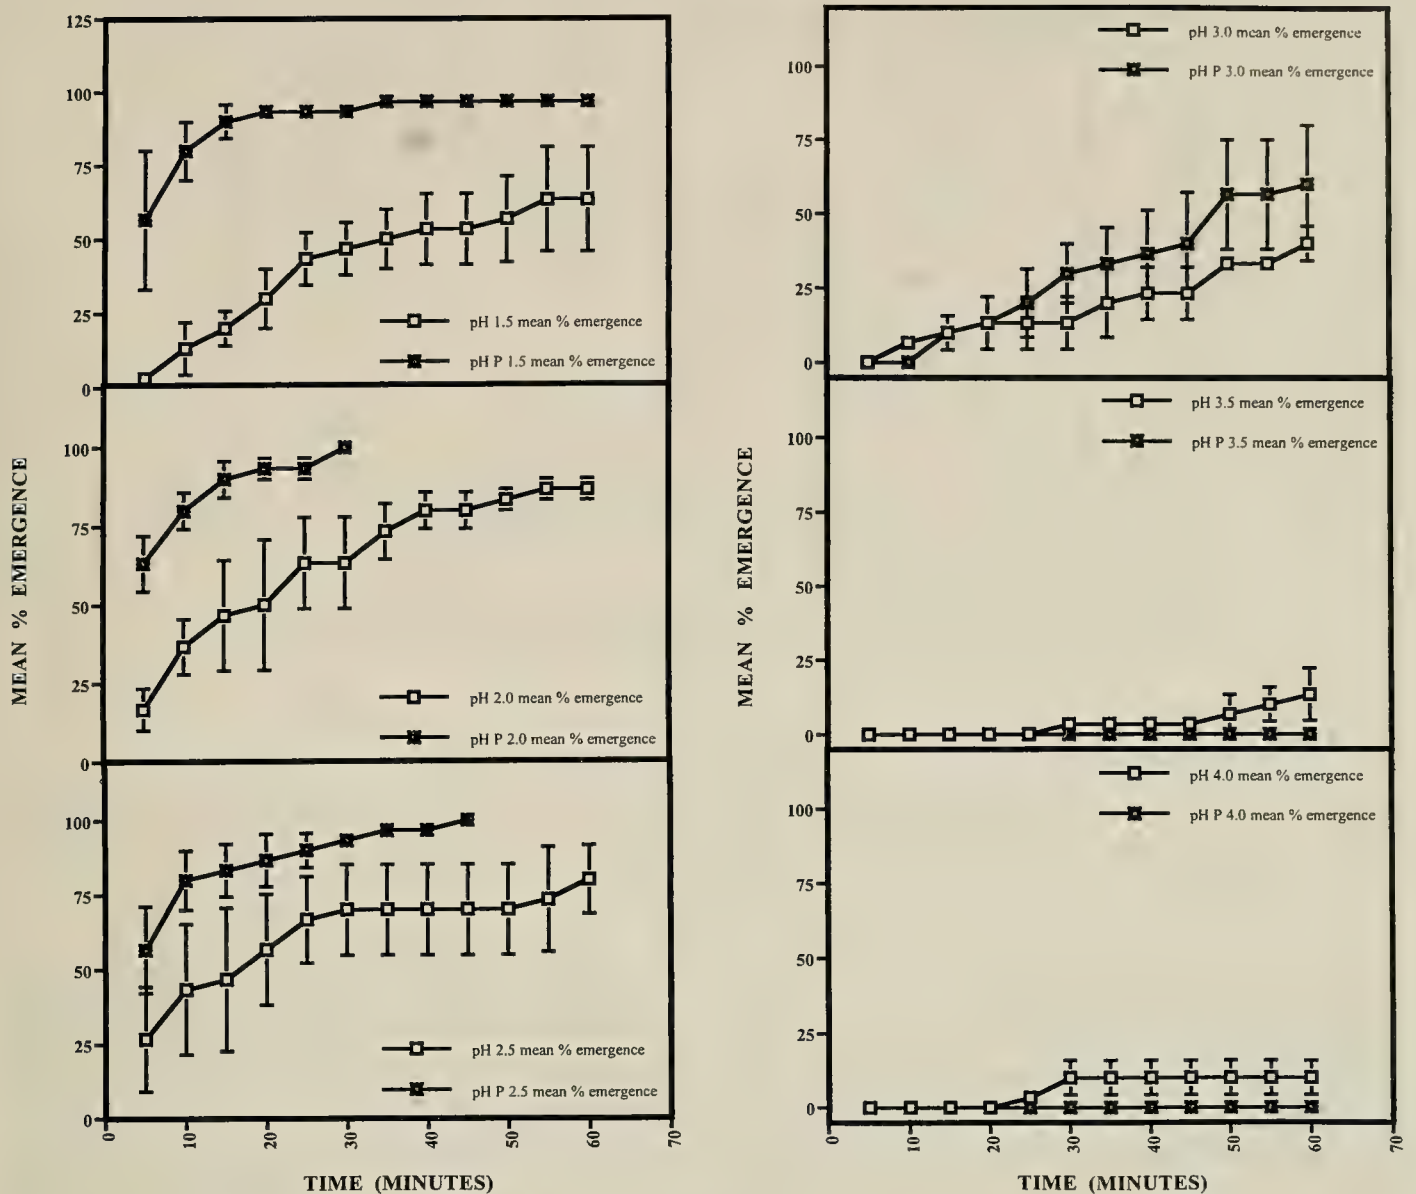 125
100
75
50
25
0
pH 1.5 mean % emergence
pH P 1.5 mean % emergence
100
75
50
25
0
pH 2.0 mean % emergence
pH P 2.0 mean % emergence
100
75
50
25
0
pH 2.5 mean % emergence
pH P 2.5 mean % emergence
0 10 20 30 40 50 60 70
TIME (MINUTES)
MEAN % EMERGENCE
100
75
50
25
0
pH 3.0 mean % emergence
pH P 3.0 mean % emergence
100
75
50
25
0
pH 3.5 mean % emergence
pH P 3.5 mean % emergence
100
75
50
25
0
pH 4.0 mean % emergence
pH P 4.0 mean % emergence
0 10 20 30 40 50 60 70
TIME (MINUTES)
MEAN % EMERGENCE